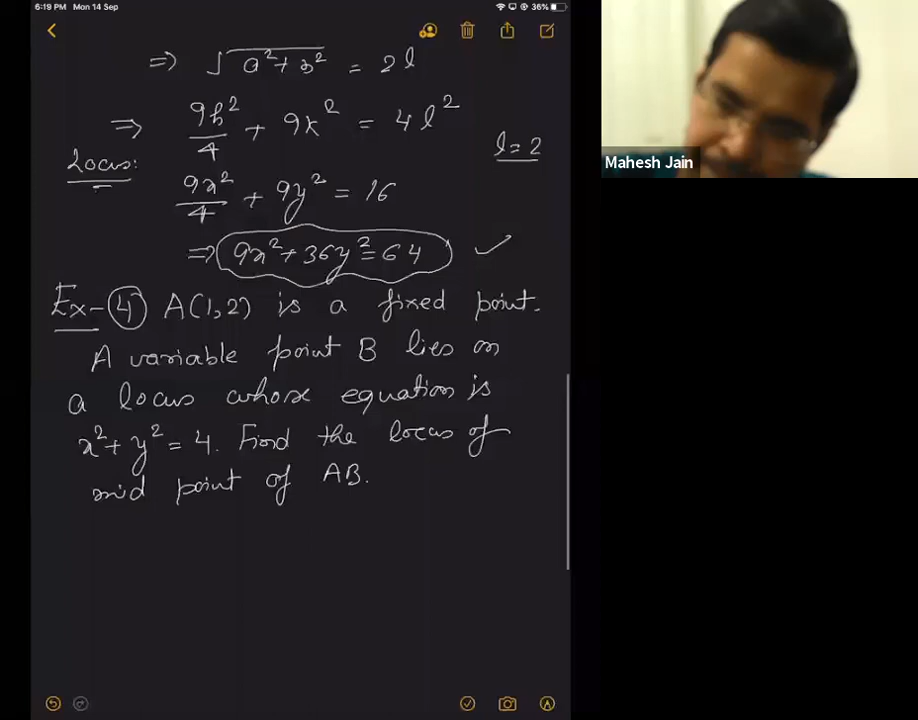 6:19 PM Mon 14 Sep
36%
⇒ √(a²+b²) = 2l
⇒ 9h²/4 + 9k² = 4l²
l = 2
Locus:
9x²/4 + 9y² = 16
⇒ 9x² + 36y² = 64 ✓
Ex-④ A(1,2) is a fixed point.
A variable point B lies on
a locus whose equation is
x² + y² = 4. Find the locus of
mid point of AB.
Mahesh Jain